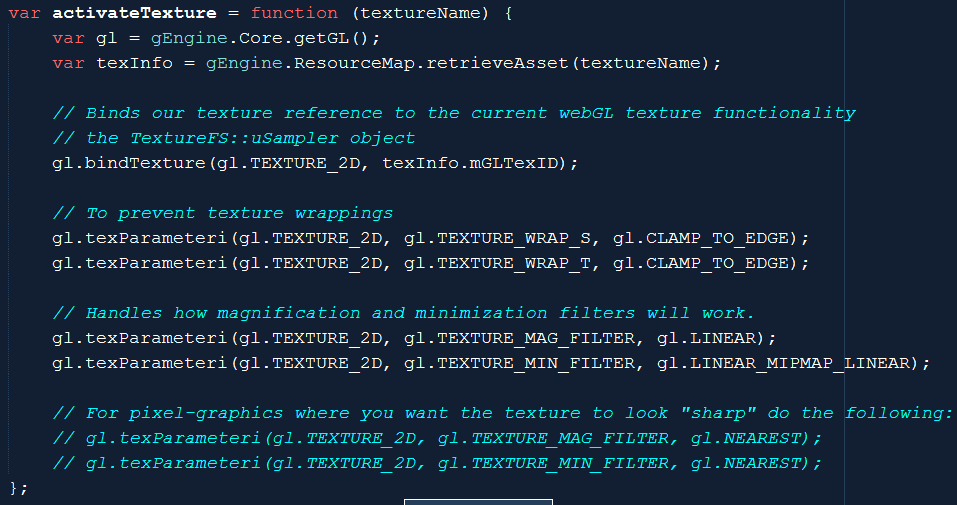 var activateTexture = function (textureName) {
    var gl = gEngine.Core.getGL();
    var texInfo = gEngine.ResourceMap.retrieveAsset(textureName);

    // Binds our texture reference to the current webGL texture functionality
    // the TextureFS::uSampler object
    gl.bindTexture(gl.TEXTURE_2D, texInfo.mGLTexID);

    // To prevent texture wrappings
    gl.texParameteri(gl.TEXTURE_2D, gl.TEXTURE_WRAP_S, gl.CLAMP_TO_EDGE);
    gl.texParameteri(gl.TEXTURE_2D, gl.TEXTURE_WRAP_T, gl.CLAMP_TO_EDGE);

    // Handles how magnification and minimization filters will work.
    gl.texParameteri(gl.TEXTURE_2D, gl.TEXTURE_MAG_FILTER, gl.LINEAR);
    gl.texParameteri(gl.TEXTURE_2D, gl.TEXTURE_MIN_FILTER, gl.LINEAR_MIPMAP_LINEAR);

    // For pixel-graphics where you want the texture to look "sharp" do the following:
    // gl.texParameteri(gl.TEXTURE_2D, gl.TEXTURE_MAG_FILTER, gl.NEAREST);
    // gl.texParameteri(gl.TEXTURE_2D, gl.TEXTURE_MIN_FILTER, gl.NEAREST);
};